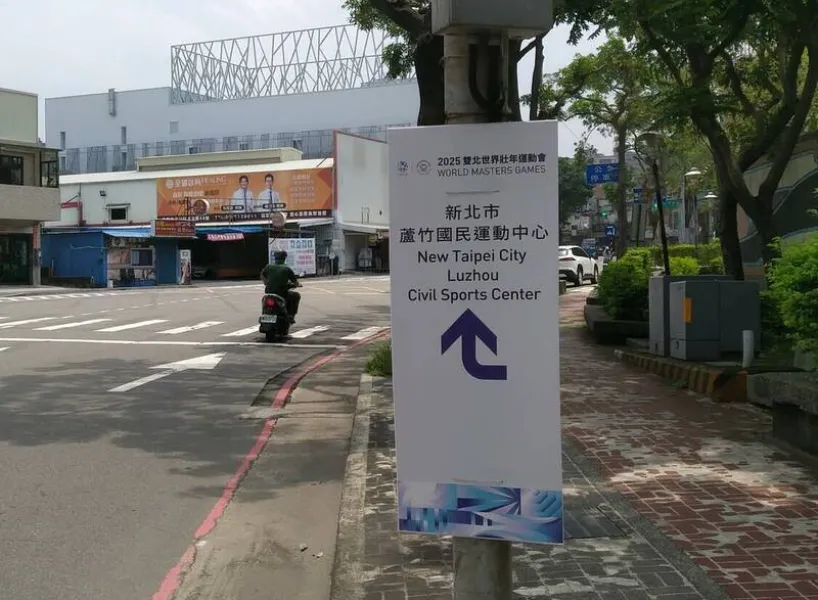 2025 雙北世界壯年運動會
WORLD MASTERS GAMES
新北市
蘆竹國民運動中心
New Taipei City
Luzhou
Civil Sports Center